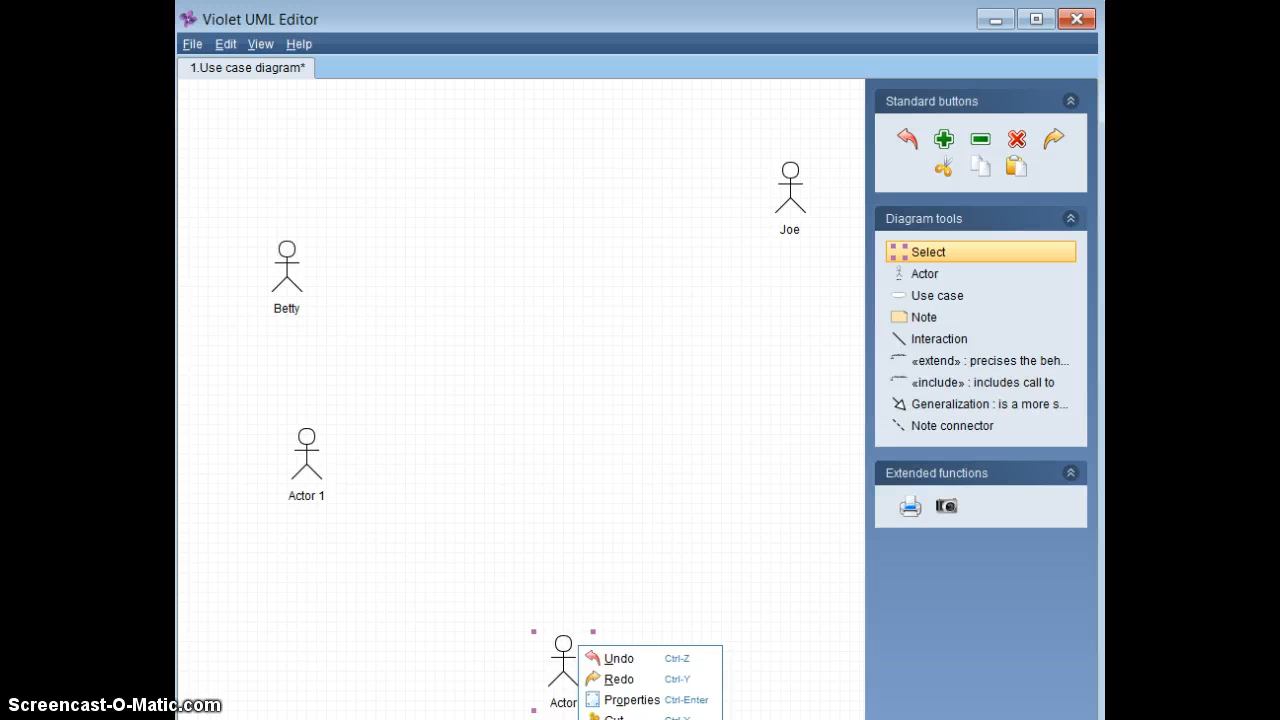 Violet UML Editor
File Edit View Help
1.Use case diagram*
Standard buttons
Joe
Diagram tools
Select
Betty
Actor
Use case
Note
Interaction
«extend» : precises the beh...
«include» : includes call to
Generalization : is a more s...
Note connector
Actor 1
Extended functions
Undo Ctrl-Z
Redo Ctrl-Y
Actor
Properties Ctrl-Enter
Screencast-O-Matic.com